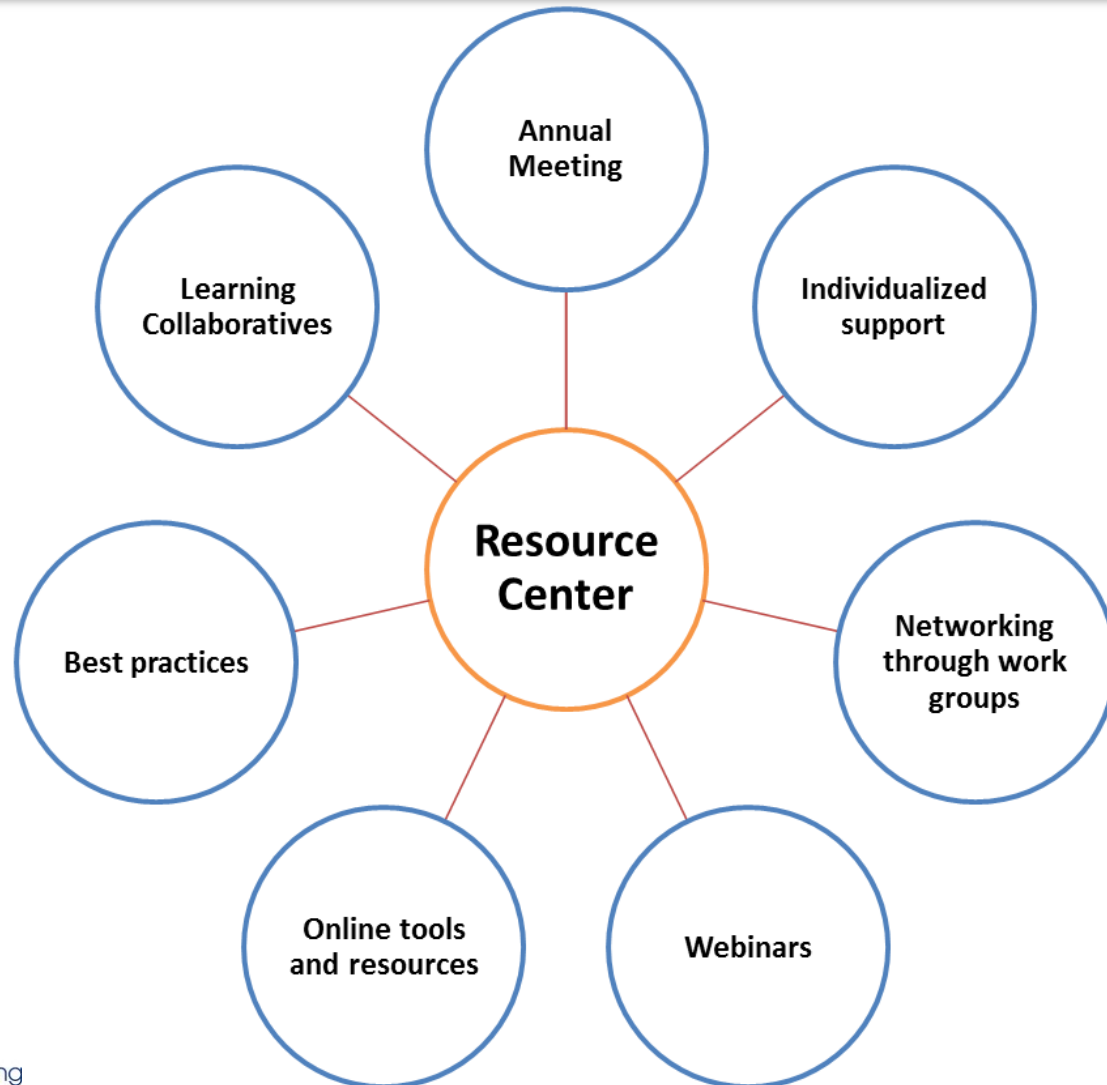 Annual
Meeting
Individualized
support
Networking
through work
groups
Webinars
Online tools
and resources
Best practices
Learning
Collaboratives
Resource
Center